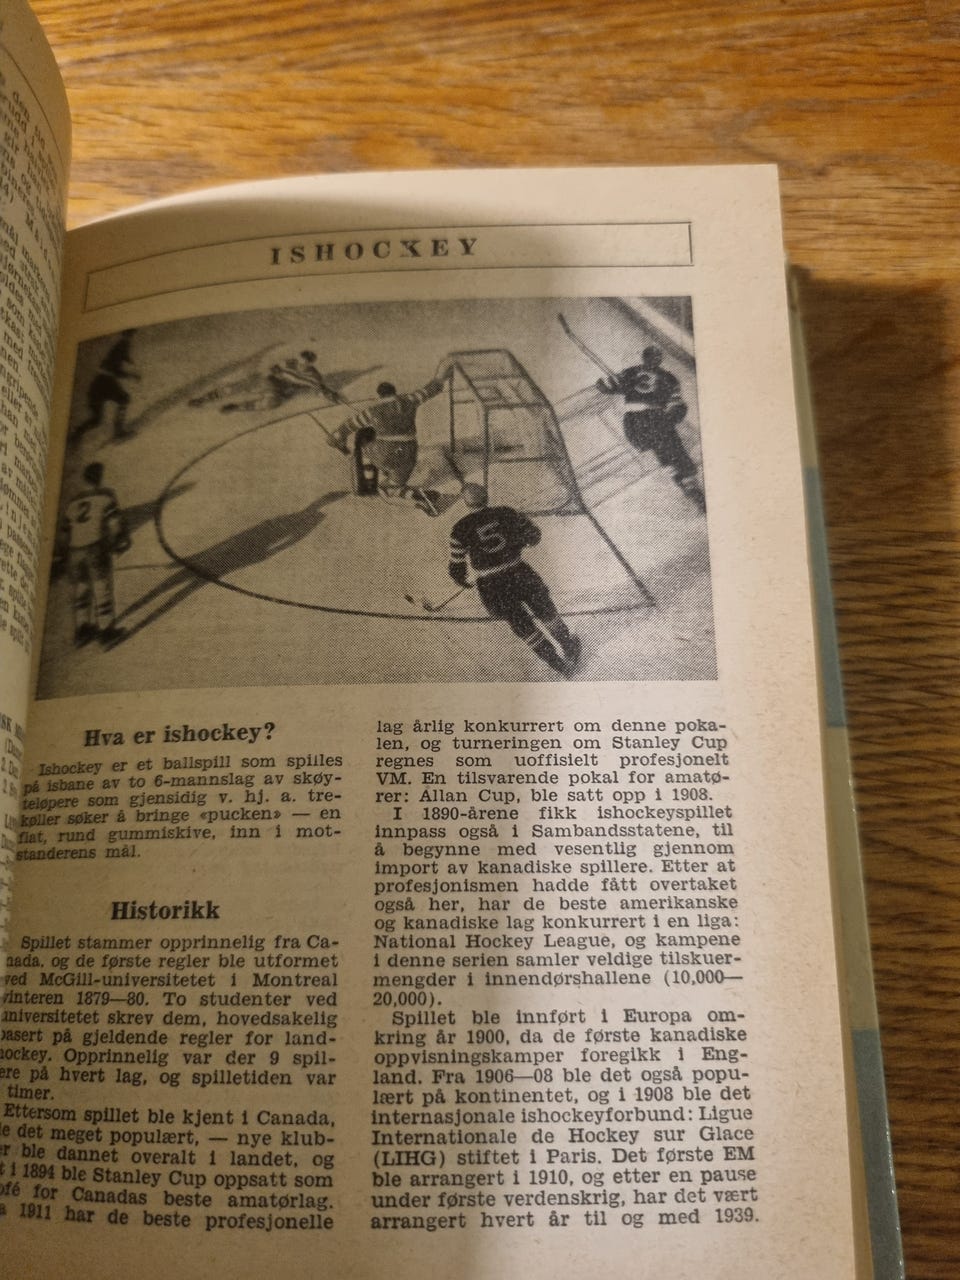 ISHOCKEY
3
2
5
Hva er ishockey?
Ishockey er et ballspill som spilles
på isbane av to 6-mannslag av skøy-
teløpere som gjensidig v. hj. a. tre-
køller søker å bringe «pucken» — en
flat, rund gummiskive, inn i mot-
standerens mål.
Historikk
Spillet stammer opprinnelig fra Ca-
nada, og de første regler ble utformet
ved McGill-universitetet i Montreal
vinteren 1879—80. To studenter ved
universitetet skrev dem, hovedsakelig
basert på gjeldende regler for land-
hockey. Opprinnelig var der 9 spil-
lere på hvert lag, og spilletiden var
timer.
Ettersom spillet ble kjent i Canada,
det meget populært, — nye klub-
ble dannet overalt i landet, og
i 1894 ble Stanley Cup oppsatt som
for Canadas beste amatørlag.
1911 har de beste profesjonelle
lag årlig konkurrert om denne poka-
len, og turneringen om Stanley Cup
regnes som uoffisielt profesjonelt
VM. En tilsvarende pokal for amatø-
rer: Allan Cup, ble satt opp i 1908.
I 1890-årene fikk ishockeyspillet
innpass også i Sambandsstatene, til
å begynne med vesentlig gjennom
import av kanadiske spillere. Etter at
profesjonismen hadde fått overtaket
også her, har de beste amerikanske
og kanadiske lag konkurrert i en liga:
National Hockey League, og kampene
i denne serien samler veldige tilskuer-
mengder i innendørshallene (10,000—
20,000).
Spillet ble innført i Europa om-
kring år 1900, da de første kanadiske
oppvisningskamper foregikk i Eng-
land. Fra 1906—08 ble det også popu-
lært på kontinentet, og i 1908 ble det
internasjonale ishockeyforbund: Ligue
Internationale de Hockey sur Glace
(LIHG) stiftet i Paris. Det første EM
ble arrangert i 1910, og etter en pause
under første verdenskrig, har det vært
arrangert hvert år til og med 1939.